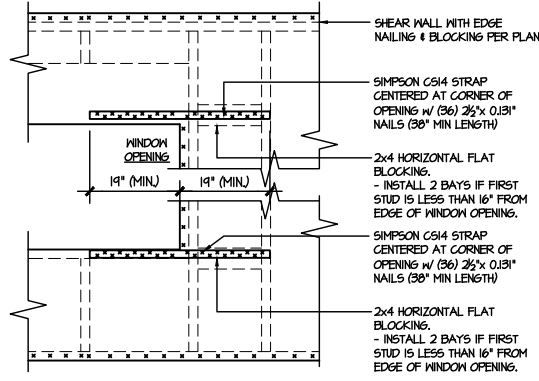 SHEAR WALL WITH EDGE
NAILING & BLOCKING PER PLAN
SIMPSON CS14 STRAP
CENTERED AT CORNER OF
OPENING W/ (36) 2½"x 0.131"
NAILS (38" MIN LENGTH)
WINDOW
OPENING
2x4 HORIZONTAL FLAT
BLOCKING.
- INSTALL 2 BAYS IF FIRST
STUD IS LESS THAN 16" FROM
EDGE OF WINDOW OPENING.
19" (MIN.) 19" (MIN.)
SIMPSON CS14 STRAP
CENTERED AT CORNER OF
OPENING W/ (36) 2½"x 0.131"
NAILS (38" MIN LENGTH)
2x4 HORIZONTAL FLAT
BLOCKING.
- INSTALL 2 BAYS IF FIRST
STUD IS LESS THAN 16" FROM
EDGE OF WINDOW OPENING.